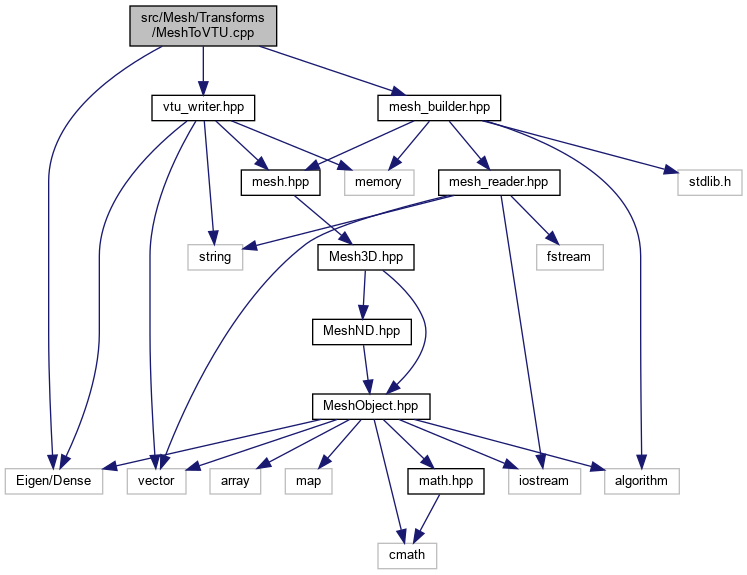 src/Mesh/Transforms
/MeshToVTU.cpp
vtu_writer.hpp
mesh_builder.hpp
mesh.hpp
memory
mesh_reader.hpp
stdlib.h
string
Mesh3D.hpp
fstream
MeshND.hpp
MeshObject.hpp
Eigen/Dense
vector
array
map
math.hpp
iostream
algorithm
cmath